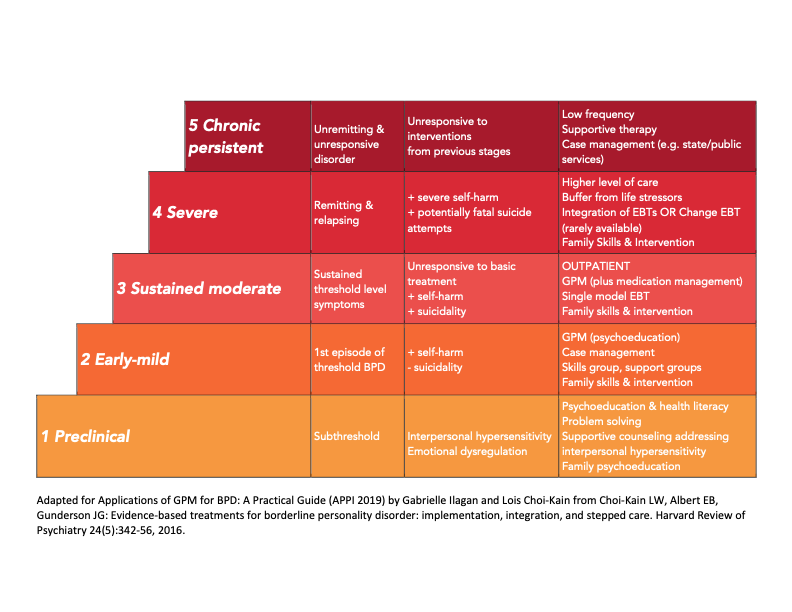 5 Chronic
persistent
Unremitting &
unresponsive
disorder
Unresponsive to
interventions
from previous stages
Low frequency
Supportive therapy
Case management (e.g. state/public
services)
4 Severe
Remitting &
relapsing
+ severe self-harm
+ potentially fatal suicide
attempts
Higher level of care
Buffer from life stressors
Integration of EBTs OR Change EBT
(rarely available)
Family Skills & Intervention
3 Sustained moderate
Sustained
threshold level
symptoms
Unresponsive to basic
treatment
+ self-harm
+ suicidality
OUTPATIENT
GPM (plus medication management)
Single model EBT
Family skills & intervention
2 Early-mild
1st episode of
threshold BPD
+ self-harm
- suicidality
GPM (psychoeducation)
Case management
Skills group, support groups
Family skills & intervention
1 Preclinical
Subthreshold
Interpersonal hypersensitivity
Emotional dysregulation
Psychoeducation & health literacy
Problem solving
Supportive counseling addressing
interpersonal hypersensitivity
Family psychoeducation
Adapted for Applications of GPM for BPD: A Practical Guide (APPI 2019) by Gabrielle Ilagan and Lois Choi-Kain from Choi-Kain LW, Albert EB,
Gunderson JG: Evidence-based treatments for borderline personality disorder: implementation, integration, and stepped care. Harvard Review of
Psychiatry 24(5):342-56, 2016.